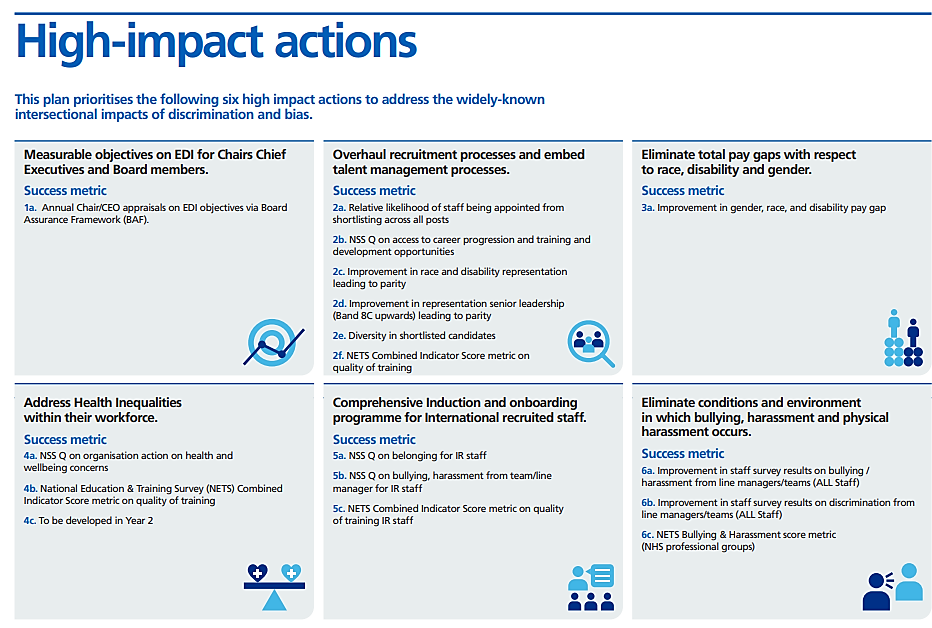 High-impact actions
This plan prioritises the following six high impact actions to address the widely-known
intersectional impacts of discrimination and bias.
Measurable objectives on EDI for Chairs Chief
Executives and Board members.
Success metric
1a. Annual Chair/CEO appraisals on EDI objectives via Board
Assurance Framework (BAF).
Overhaul recruitment processes and embed
talent management processes.
Success metric
2a. Relative likelihood of staff being appointed from
shortlisting across all posts
2b. NSS Q on access to career progression and training and
development opportunities
2c. Improvement in race and disability representation
leading to parity
2d. Improvement in representation senior leadership
(Band 8C upwards) leading to parity
2e. Diversity in shortlisted candidates
2f. NETS Combined Indicator Score metric on
quality of training
Eliminate total pay gaps with respect
to race, disability and gender.
Success metric
3a. Improvement in gender, race, and disability pay gap
Address Health Inequalities
within their workforce.
Success metric
4a. NSS Q on organisation action on health and
wellbeing concerns
4b. National Education & Training Survey (NETS) Combined
Indicator Score metric on quality of training
4c. To be developed in Year 2
Comprehensive Induction and onboarding
programme for International recruited staff.
Success metric
5a. NSS Q on belonging for IR staff
5b. NSS Q on bullying, harassment from team/line
manager for IR staff
5c. NETS Combined Indicator Score metric on quality
of training IR staff
Eliminate conditions and environment
in which bullying, harassment and physical
harassment occurs.
Success metric
6a. Improvement in staff survey results on bullying /
harassment from line managers/teams (ALL Staff)
6b. Improvement in staff survey results on discrimination from
line managers/teams (ALL Staff)
6c. NETS Bullying & Harassment score metric
(NHS professional groups)